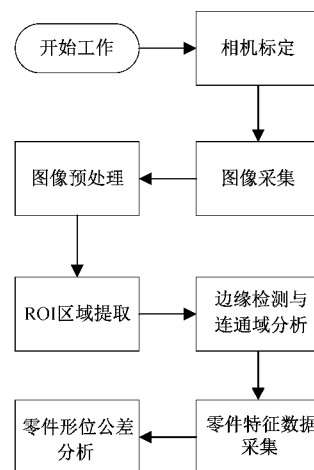 开始工作
相机标定
图像采集
图像预处理
ROI区域提取
边缘检测与
连通域分析
零件特征数据
采集
零件形位公差
分析